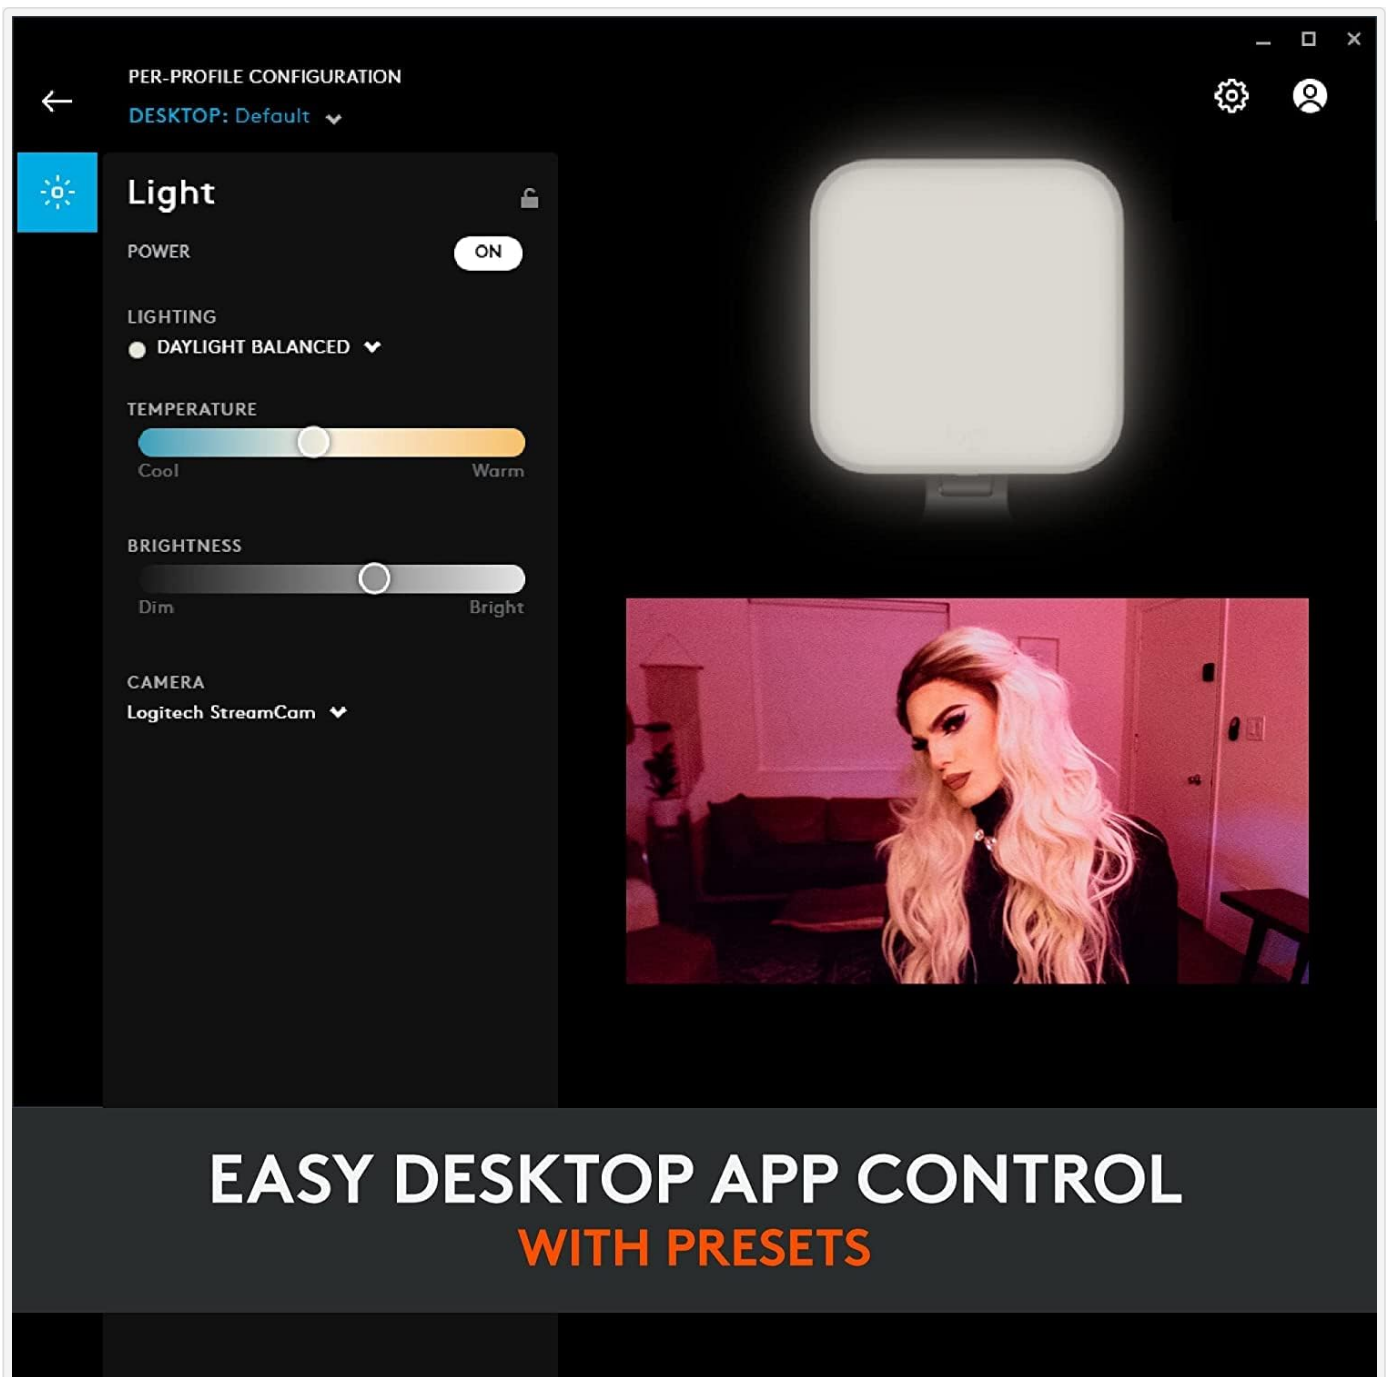 PER-PROFILE CONFIGURATION
DESKTOP: Default
Light
POWER
ON
LIGHTING
DAYLIGHT BALANCED
TEMPERATURE
Cool Warm
BRIGHTNESS
Dim Bright
CAMERA
Logitech StreamCam
EASY DESKTOP APP CONTROL
WITH PRESETS